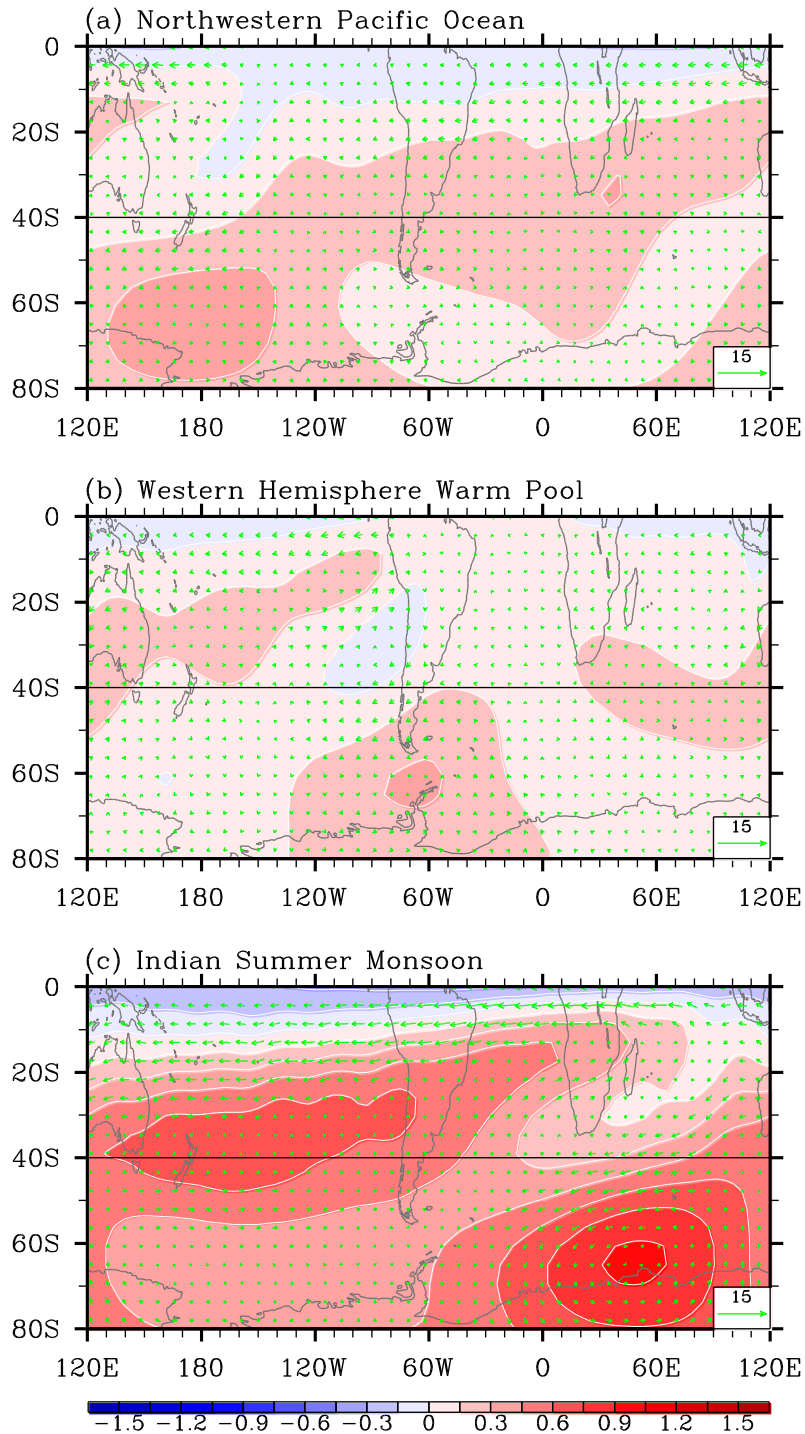 (a) Northwestern Pacific Ocean
0
20S
40S
60S
80S
15
120E 180 120W 60W 0 60E 120E
(b) Western Hemisphere Warm Pool
0
20S
40S
60S
80S
15
120E 180 120W 60W 0 60E 120E
(c) Indian Summer Monsoon
0
20S
40S
60S
80S
15
120E 180 120W 60W 0 60E 120E
−1.5 −1.2 −0.9 −0.6 −0.3 0 0.3 0.6 0.9 1.2 1.5